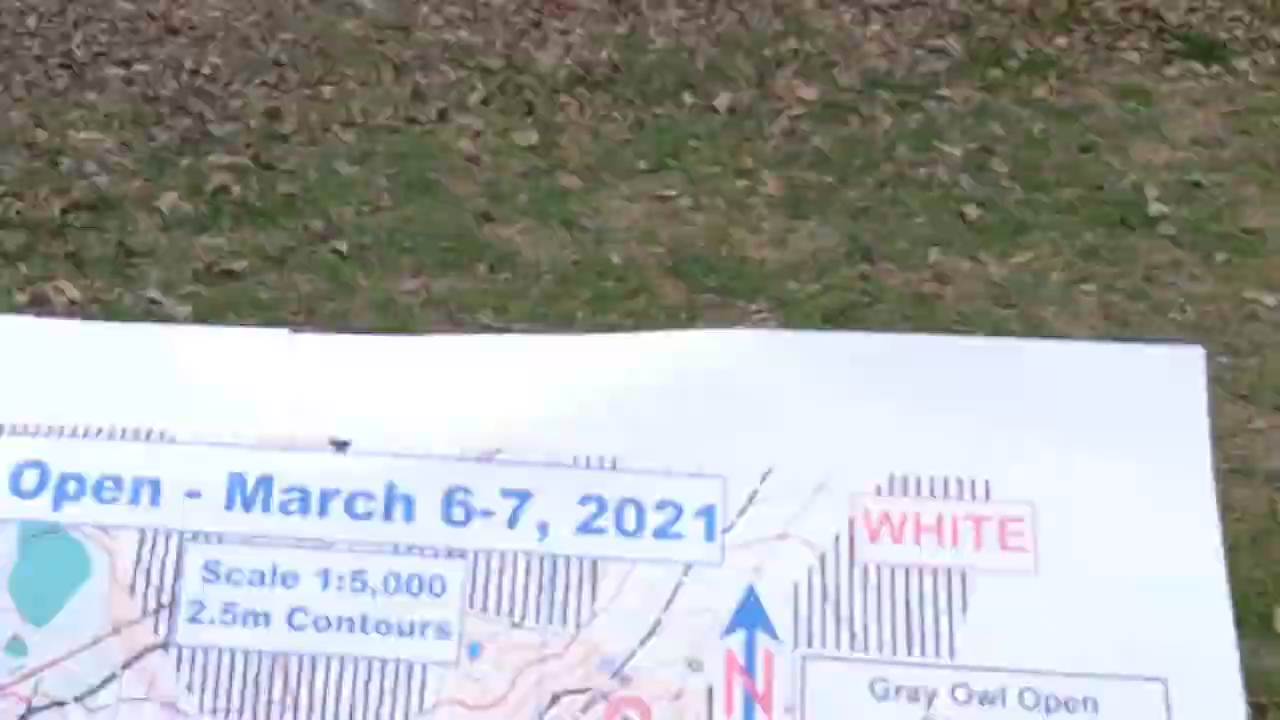 Open - March 6-7, 2021
WHITE
Scale 1:5,000
2.5m Contours
N
Gray Owl Open